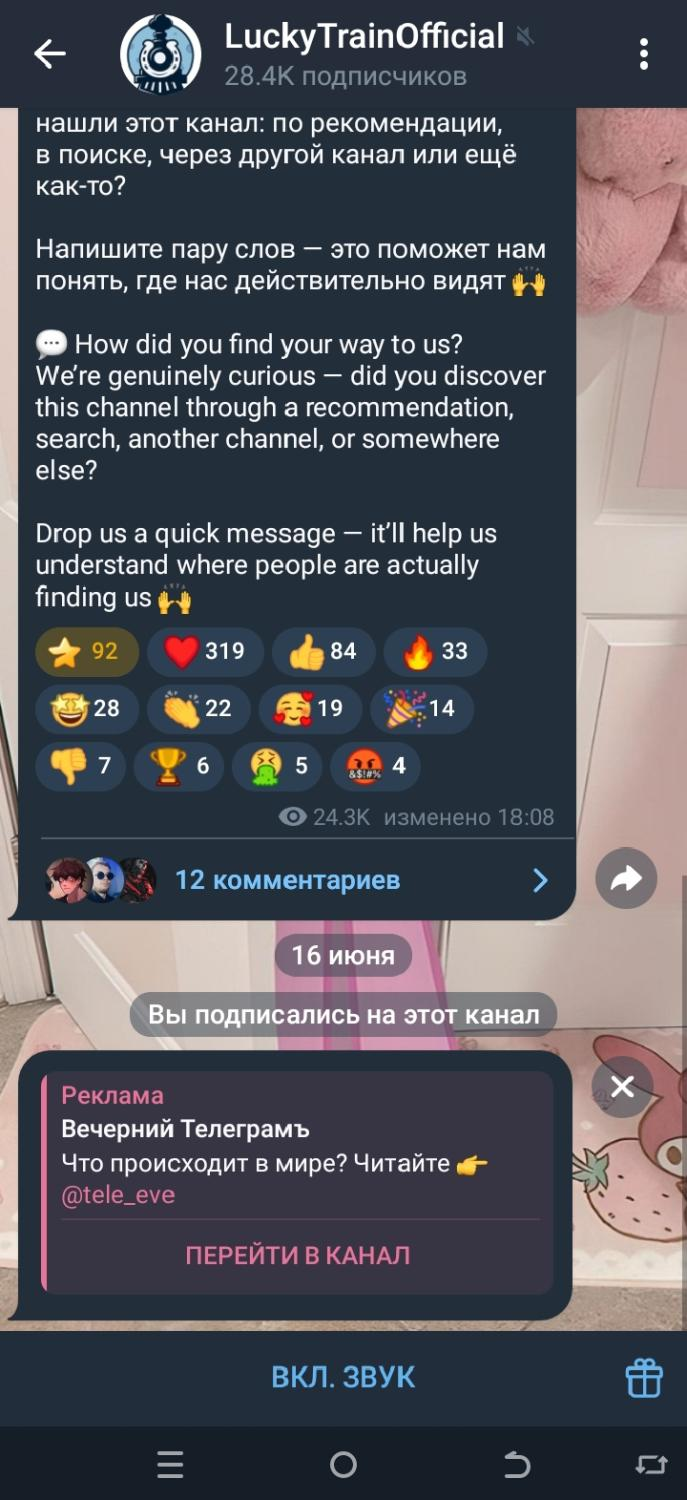 LuckyTrainOfficial
28.4K подписчиков
нашли этот канал: по рекомендации,
в поиске, через другой канал или ещё
как-то?
Напишите пару слов — это поможет нам
понять, где нас действительно видят 🙌
💬 How did you find your way to us?
We’re genuinely curious — did you discover
this channel through a recommendation,
search, another channel, or somewhere
else?
Drop us a quick message — it’ll help us
understand where people are actually
finding us 🙌
⭐ 92 ❤ 319 👍 84 🔥 33
🤩 28 👏 22 🥰 19 🎉 14
👎 7 🏆 6 🤮 5 🤬 4
24.3K изменено 18:08
12 комментариев
16 июня
Вы подписались на этот канал
Реклама
Вечерний Телеграмъ
Что происходит в мире? Читайте 👉
@tele_eve
ПЕРЕЙТИ В КАНАЛ
ВКЛ. ЗВУК